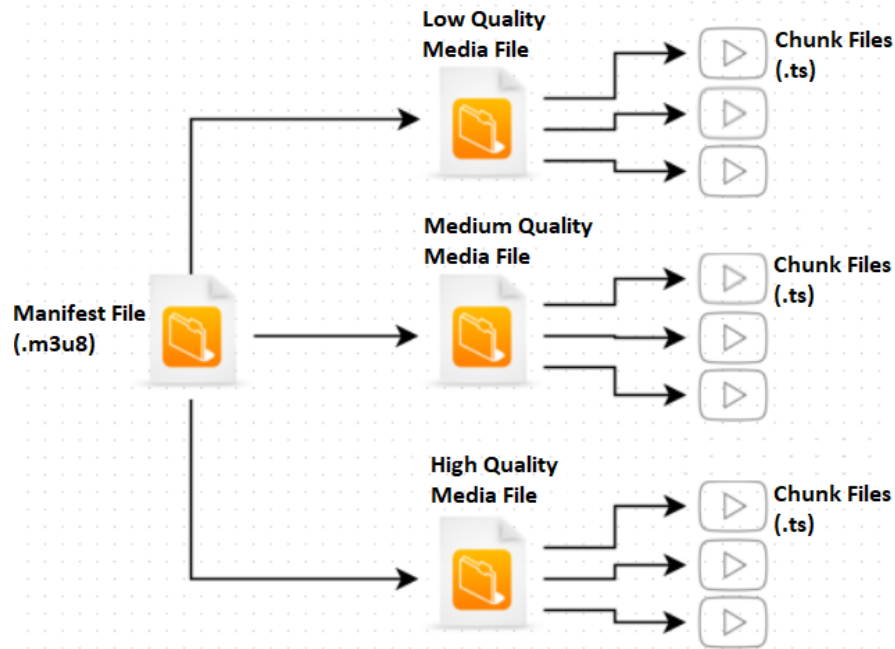 Low Quality
Media File
Chunk Files
(.ts)
Medium Quality
Media File
Chunk Files
(.ts)
Manifest File
(.m3u8)
High Quality
Media File
Chunk Files
(.ts)